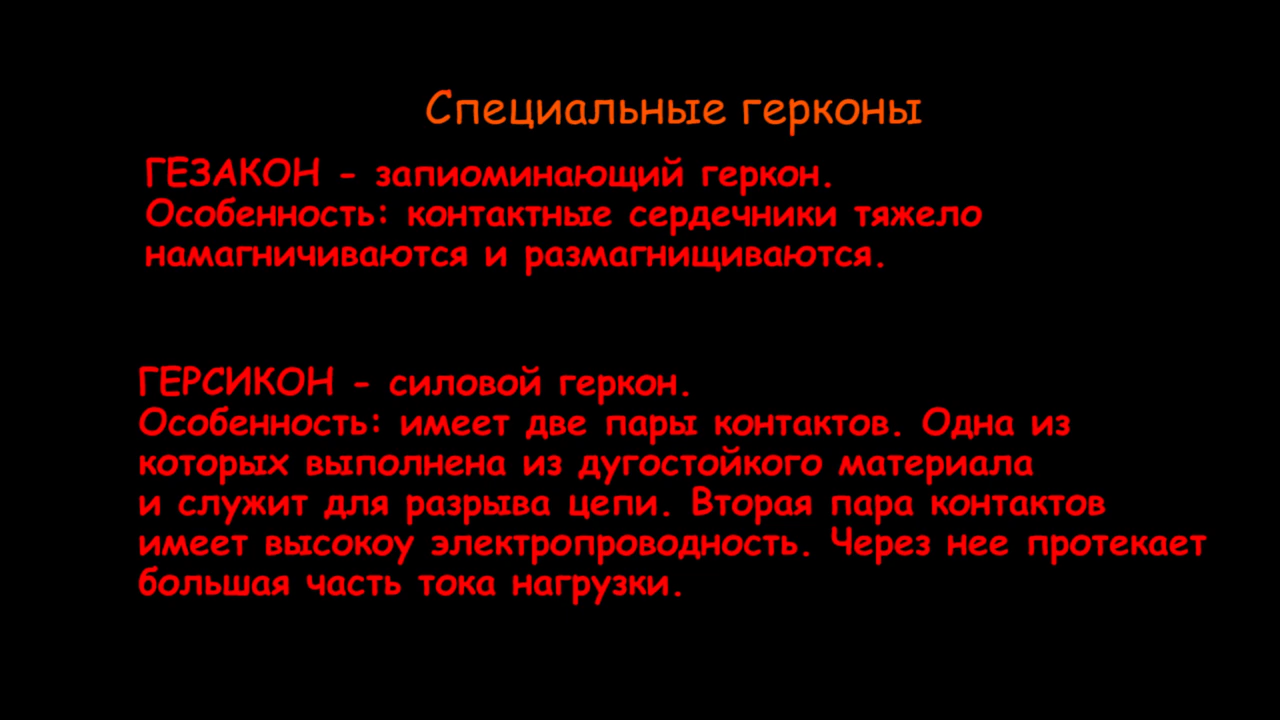 Специальные герконы
ГЕЗАКОН - запиоминающий геркон.
Особенность: контактные сердечники тяжело
намагничиваются и размагнищиваются.
ГЕРСИКОН - силовой геркон.
Особенность: имеет две пары контактов. Одна из
которых выполнена из дугостойкого материала
и служит для разрыва цепи. Вторая пара контактов
имеет высокоу электропроводность. Через нее протекает
большая часть тока нагрузки.